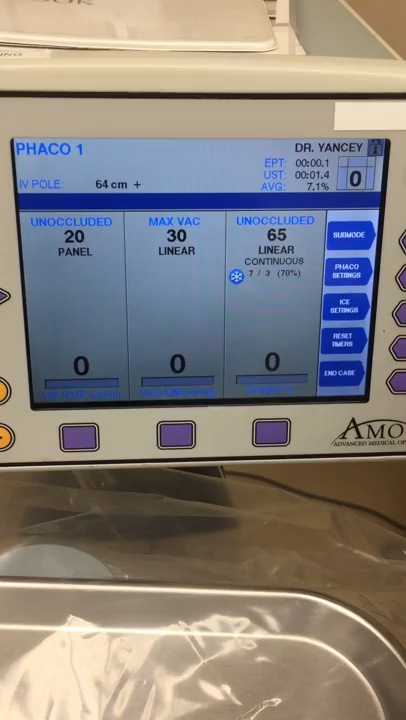 PHACO 1
DR. YANCEY
EPT: 00:00.1
UST: 00:01.4
AVG: 7.1%
0
IV POLE: 64 cm +
UNOCCLUDED
20
PANEL
0
MAX VAC
30
LINEAR
0
UNOCCLUDED
65
LINEAR
CONTINUOUS
7 / 3 (70%)
0
SUBMODE
PHACO
SETTINGS
ICE
SETTINGS
RESET
TIMERS
END CASE
AMO
ADVANCED MEDICAL OP